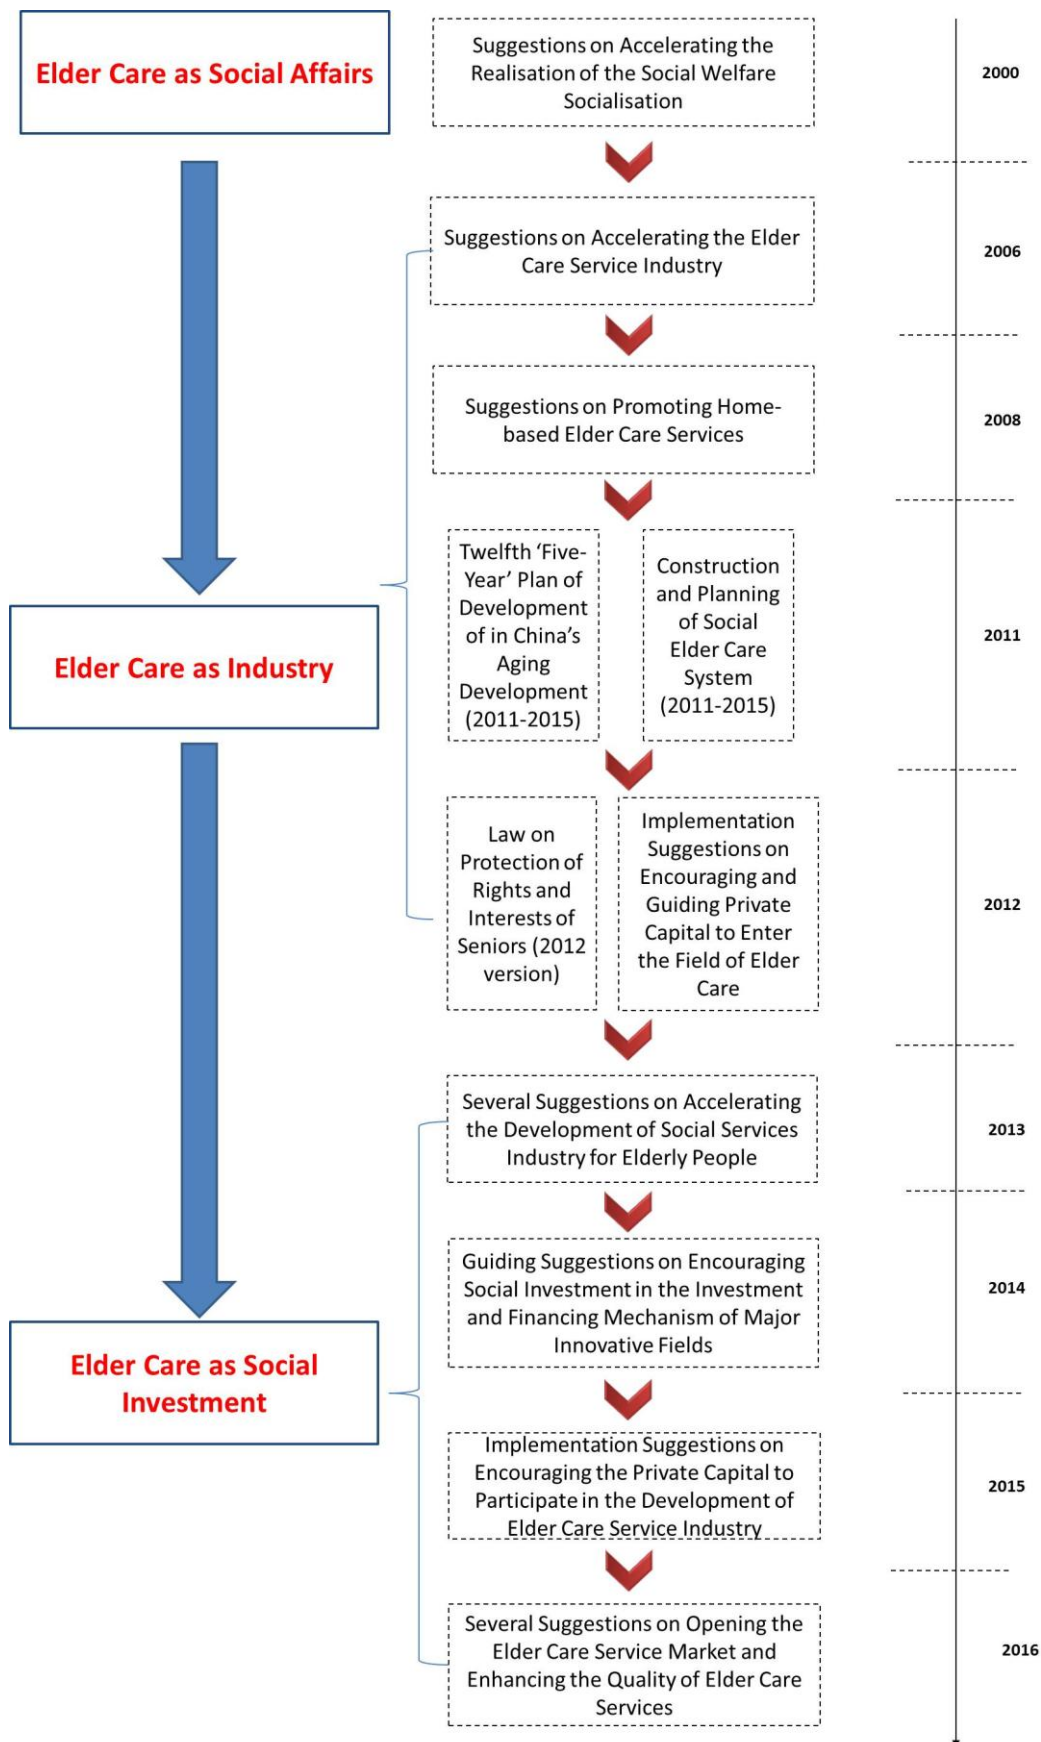 Elder Care as Social Affairs
Suggestions on Accelerating the
Realisation of the Social Welfare
Socialisation
2000
Suggestions on Accelerating the Elder
Care Service Industry
2006
Suggestions on Promoting Home-
based Elder Care Services
2008
Elder Care as Industry
Twelfth ‘Five-
Year’ Plan of
Development
of in China’s
Aging
Development
(2011-2015)
Construction
and Planning
of Social
Elder Care
System
(2011-2015)
2011
Law on
Protection of
Rights and
Interests of
Seniors (2012
version)
Implementation
Suggestions on
Encouraging and
Guiding Private
Capital to Enter
the Field of Elder
Care
2012
Several Suggestions on Accelerating
the Development of Social Services
Industry for Elderly People
2013
Guiding Suggestions on Encouraging
Social Investment in the Investment
and Financing Mechanism of Major
Innovative Fields
2014
Elder Care as Social
Investment
Implementation Suggestions on
Encouraging the Private Capital to
Participate in the Development of
Elder Care Service Industry
2015
Several Suggestions on Opening the
Elder Care Service Market and
Enhancing the Quality of Elder Care
Services
2016